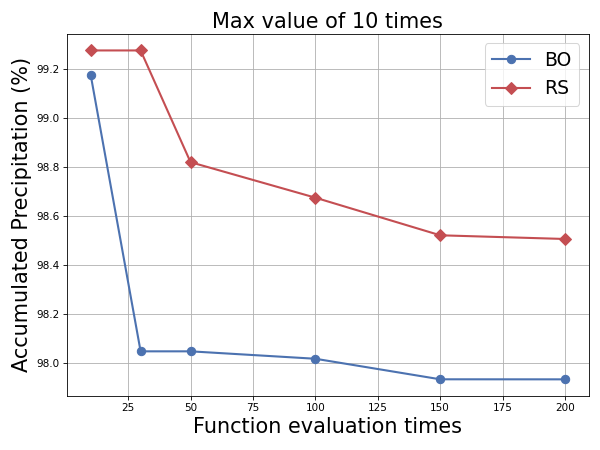 Max value of 10 times
BO
RS
Accumulated Precipitation (%)
99.2
99.0
98.8
98.6
98.4
98.2
98.0
25 50 75 100 125 150 175 200
Function evaluation times